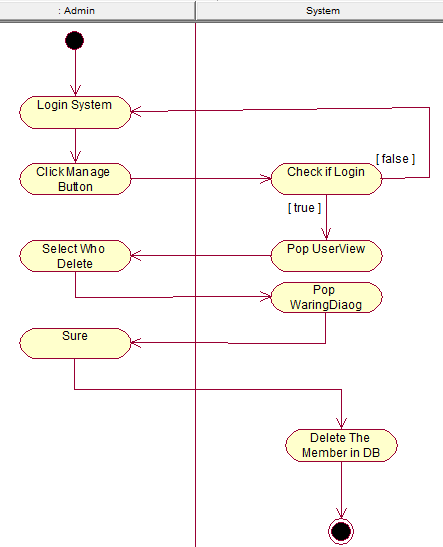 : Admin
System
Login System
Click Manage
Button
Check if Login
[ false ]
[ true ]
Select Who
Delete
Pop UserView
Pop
WaringDiaog
Sure
Delete The
Member in DB